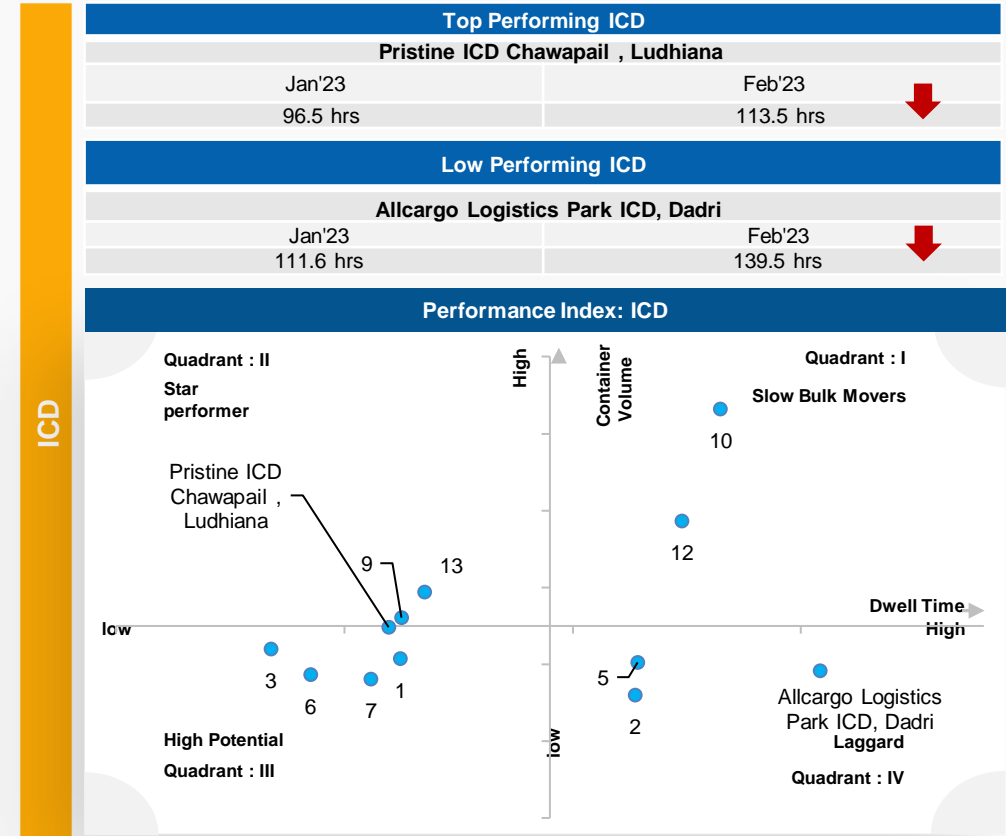 ICD
Top Performing ICD
Pristine ICD Chawapail , Ludhiana
Jan'23 Feb'23
96.5 hrs 113.5 hrs
Low Performing ICD
Allcargo Logistics Park ICD, Dadri
Jan'23 Feb'23
111.6 hrs 139.5 hrs
Performance Index: ICD
Quadrant : II
Star
performer
High
Container
Volume
Quadrant : I
Slow Bulk Movers
10
Pristine ICD
Chawapail ,
Ludhiana
12
9
13
Dwell Time
High
low
3
6
7
1
5
2
Allcargo Logistics
Park ICD, Dadri
Laggard
Quadrant : IV
low
High Potential
Quadrant : III